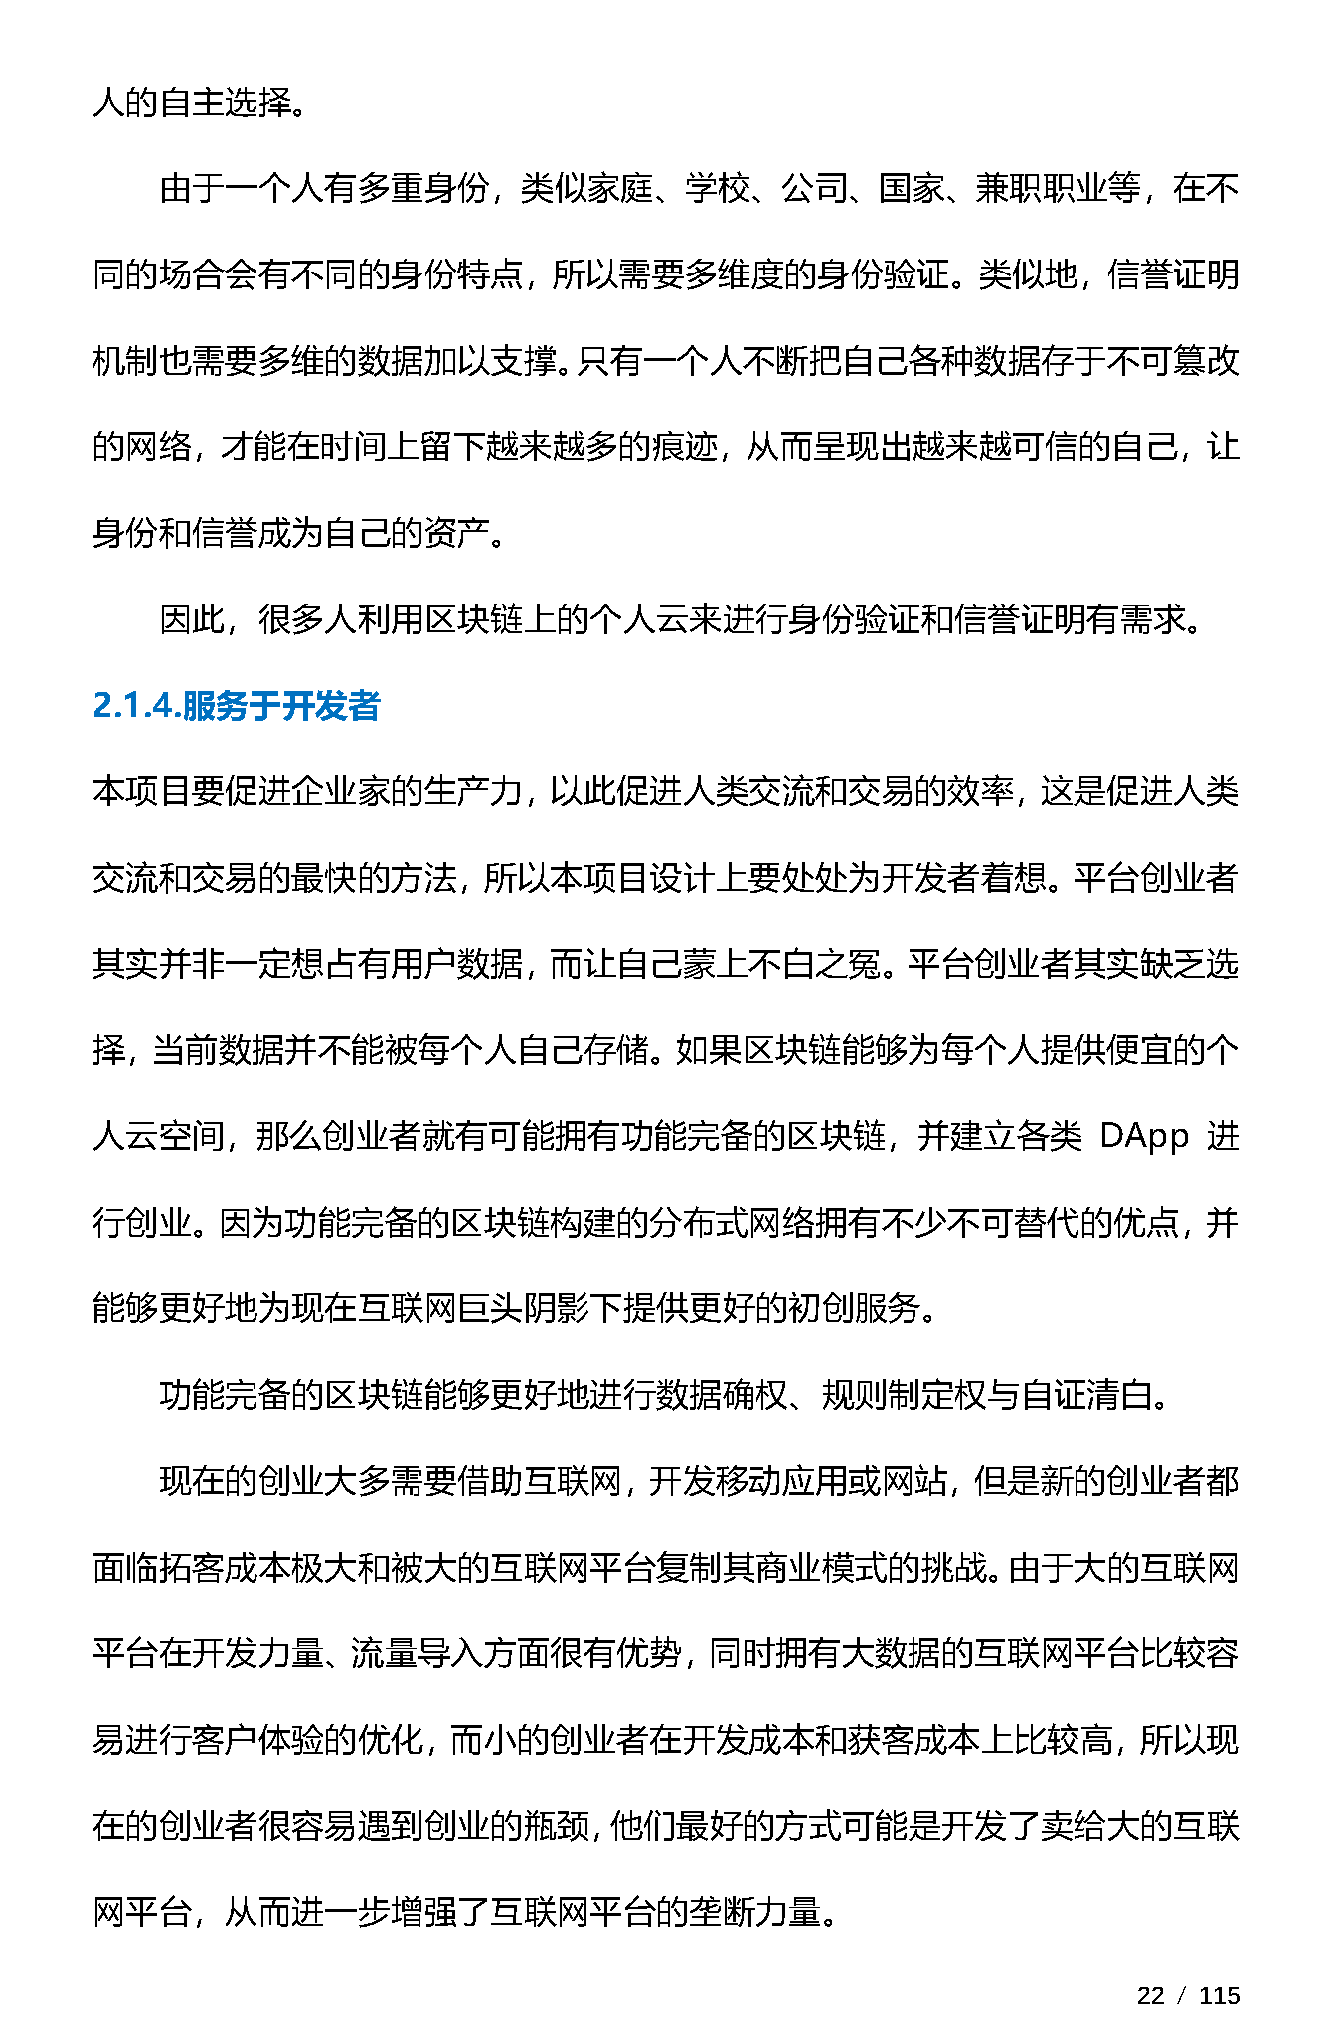 人的自主选择。
由于一个人有多重身份，类似家庭、学校、公司、国家、兼职职业等，在不
同的场合会有不同的身份特点，所以需要多维度的身份验证。类似地，信誉证明
机制也需要多维的数据加以支撑。只有一个人不断把自己各种数据存于不可篡改
的网络，才能在时间上留下越来越多的痕迹，从而呈现出越来越可信的自己，让
身份和信誉成为自己的资产。
因此，很多人利用区块链上的个人云来进行身份验证和信誉证明有需求。
2.1.4.服务于开发者
本项目要促进企业家的生产力，以此促进人类交流和交易的效率，这是促进人类
交流和交易的最快的方法，所以本项目设计上要处处为开发者着想。平台创业者
其实并非一定想占有用户数据，而让自己蒙上不白之冤。平台创业者其实缺乏选
择，当前数据并不能被每个人自己存储。如果区块链能够为每个人提供便宜的个
人云空间，那么创业者就有可能拥有功能完备的区块链，并建立各类 DApp 进
行创业。因为功能完备的区块链构建的分布式网络拥有不少不可替代的优点，并
能够更好地为现在互联网巨头阴影下提供更好的初创服务。
功能完备的区块链能够更好地进行数据确权、规则制定权与自证清白。
现在的创业大多需要借助互联网，开发移动应用或网站，但是新的创业者都
面临拓客成本极大和被大的互联网平台复制其商业模式的挑战。由于大的互联网
平台在开发力量、流量导入方面很有优势，同时拥有大数据的互联网平台比较容
易进行客户体验的优化，而小的创业者在开发成本和获客成本上比较高，所以现
在的创业者很容易遇到创业的瓶颈，他们最好的方式可能是开发了卖给大的互联
网平台，从而进一步增强了互联网平台的垄断力量。
22 / 115